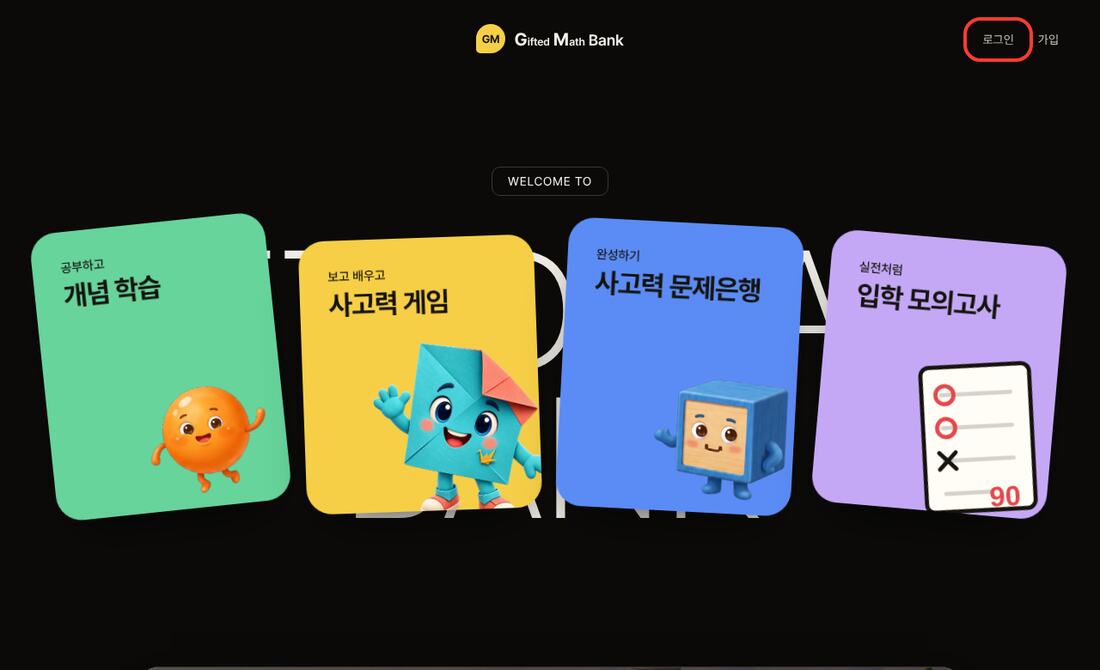 GM
Gifted Math Bank
로그인
가입
WELCOME TO
공부하고
개념 학습
보고 배우고
사고력 게임
완성하기
사고력 문제은행
실전처럼
입학 모의고사
90